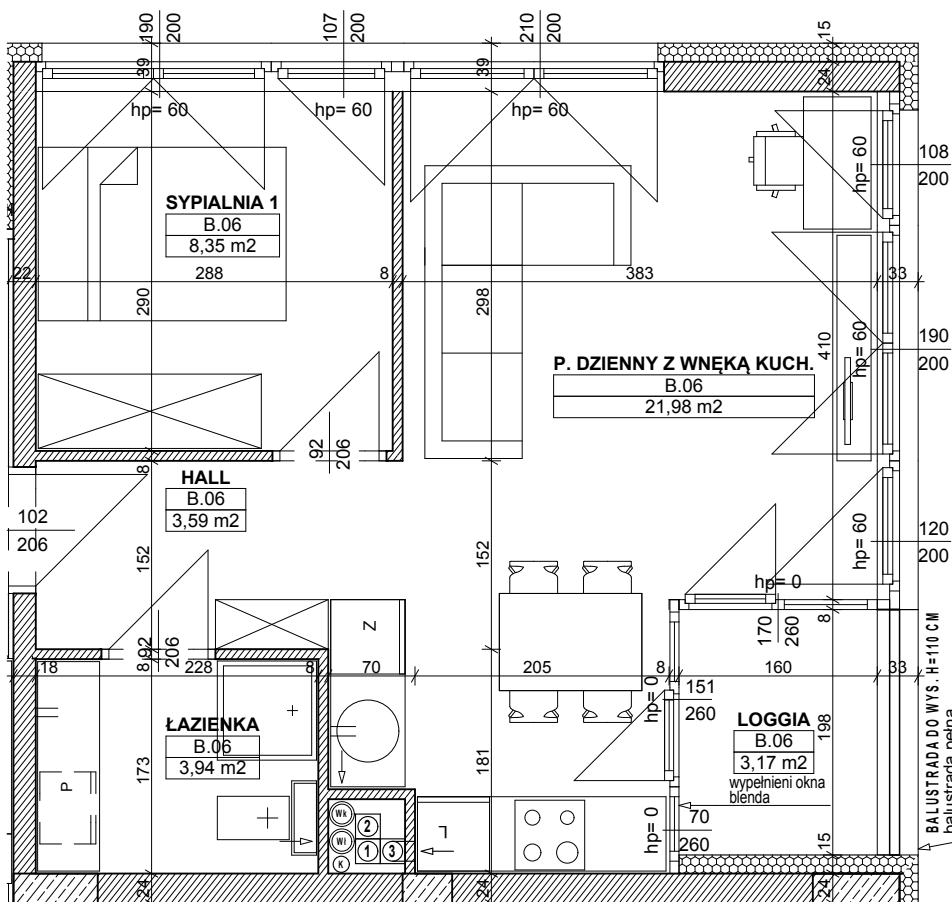 190
200
107
200
210
200
15
39
39
24
hp= 60
hp= 60
hp= 60
hp= 60
108
200
SYPIALNIA 1
B.06
8,35 m2
22
288
8
383
33
290
298
410
hp= 60
190
200
P. DZIENNY Z WNĘKĄ KUCH.
B.06
21,98 m2
92
206
8
HALL
B.06
3,59 m2
102
206
152
152
hp= 60
120
200
hp= 0
170
260
8
Z
92
206
8
18
228
8
70
205
8
160
33
hp= 0
151
260
ŁAZIENKA
B.06
3,94 m2
LOGGIA
B.06
3,17 m2
wypełnieni okna
blenda
198
173
181
P
Wk
Wł
K
2
1
3
L
hp= 0
70
260
15
24
24
24
BALUSTRADA DO WYS. H=110 CM
balustrada pełna